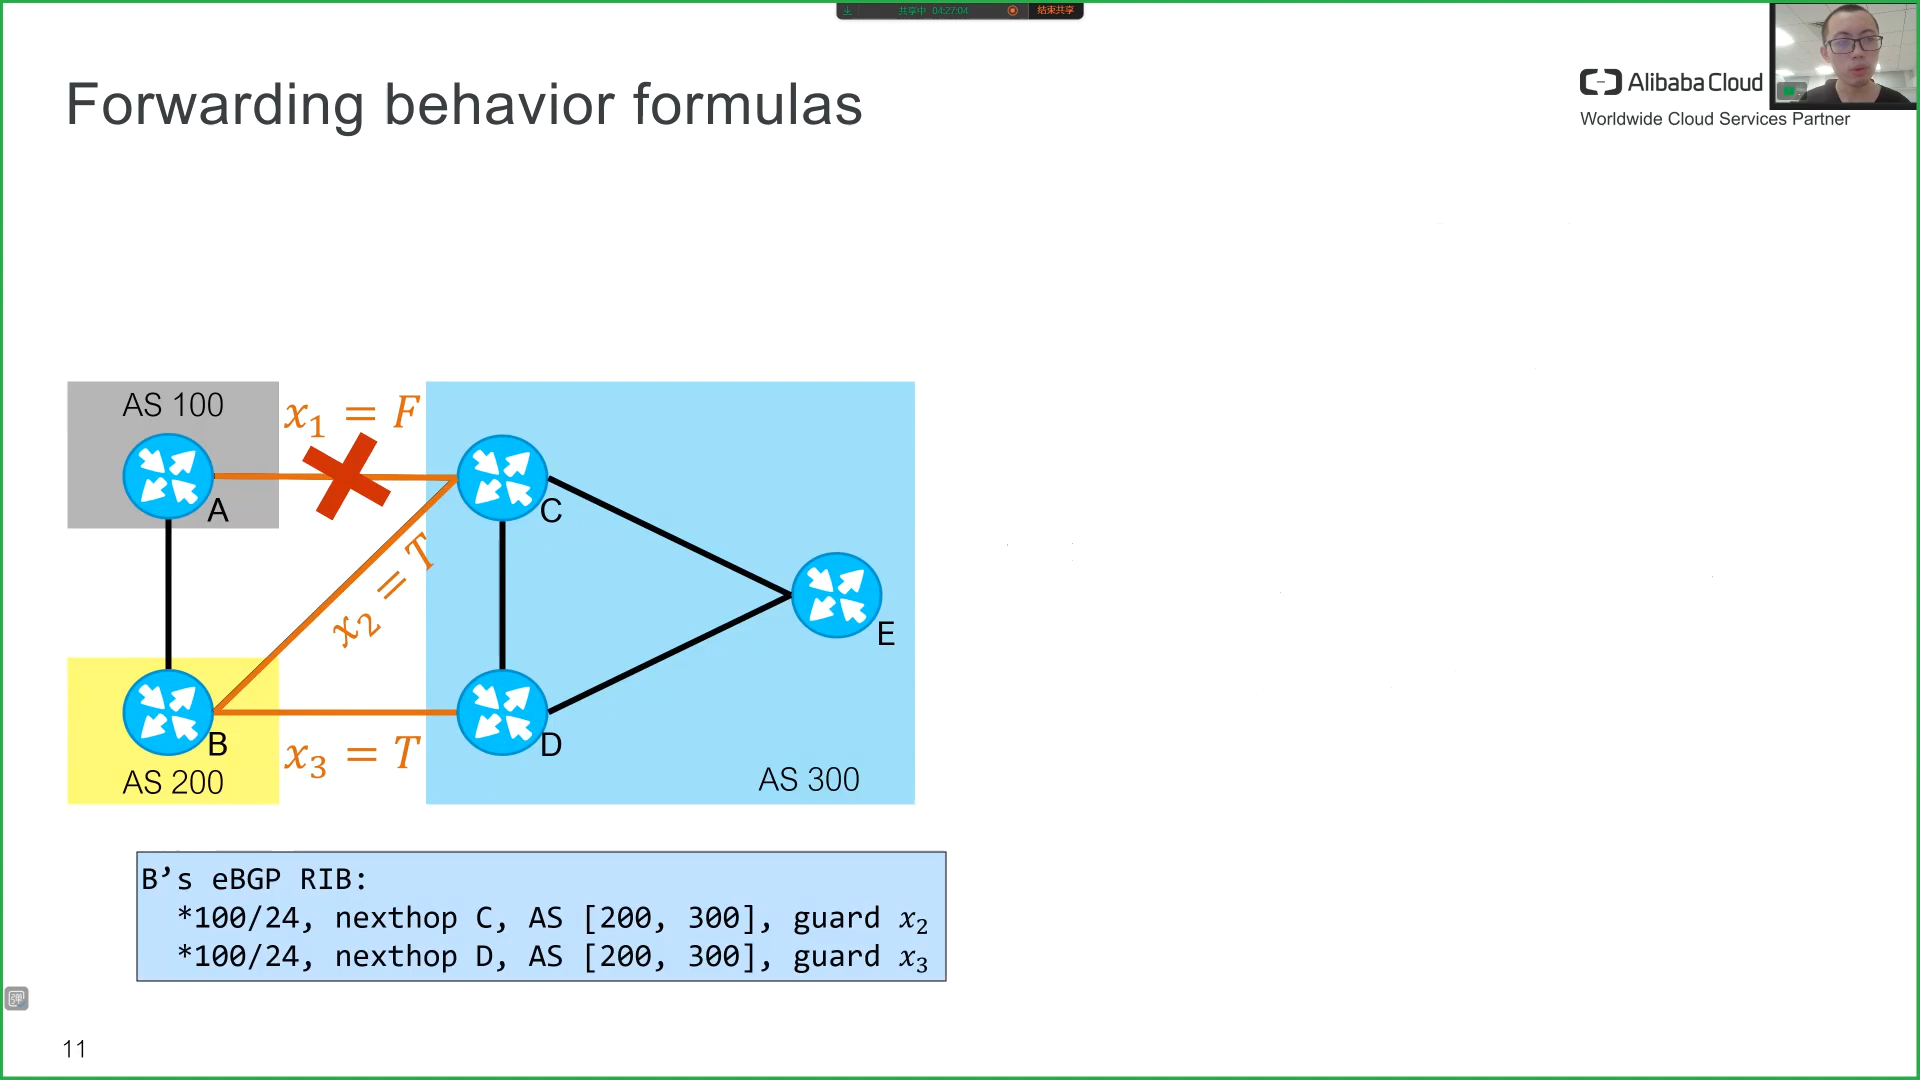 共享中 04:27:04 结束共享
Forwarding behavior formulas
Alibaba Cloud
Worldwide Cloud Services Partner
AS 100
x₁ = F
A
C
x₂ = T
E
B
AS 200
x₃ = T
D
AS 300
B’s eBGP RIB:
*100/24, nexthop C, AS [200, 300], guard x₂
*100/24, nexthop D, AS [200, 300], guard x₃
弹
11